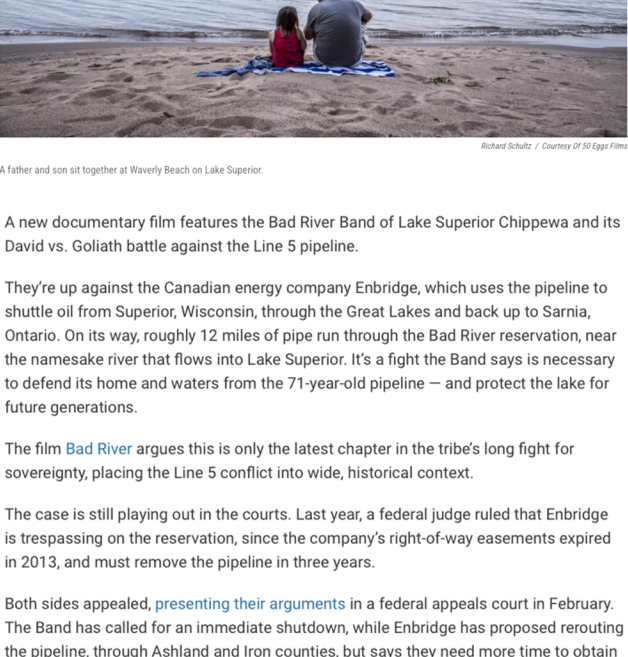 Richard Schultz / Courtesy Of 50 Eggs Films
A father and son sit together at Waverly Beach on Lake Superior.
A new documentary film features the Bad River Band of Lake Superior Chippewa and its
David vs. Goliath battle against the Line 5 pipeline.
They’re up against the Canadian energy company Enbridge, which uses the pipeline to
shuttle oil from Superior, Wisconsin, through the Great Lakes and back up to Sarnia,
Ontario. On its way, roughly 12 miles of pipe run through the Bad River reservation, near
the namesake river that flows into Lake Superior. It’s a fight the Band says is necessary
to defend its home and waters from the 71-year-old pipeline — and protect the lake for
future generations.
The film Bad River argues this is only the latest chapter in the tribe’s long fight for
sovereignty, placing the Line 5 conflict into wide, historical context.
The case is still playing out in the courts. Last year, a federal judge ruled that Enbridge
is trespassing on the reservation, since the company’s right-of-way easements expired
in 2013, and must remove the pipeline in three years.
Both sides appealed, presenting their arguments in a federal appeals court in February.
The Band has called for an immediate shutdown, while Enbridge has proposed rerouting
the pipeline, through Ashland and Iron counties, but says they need more time to obtain